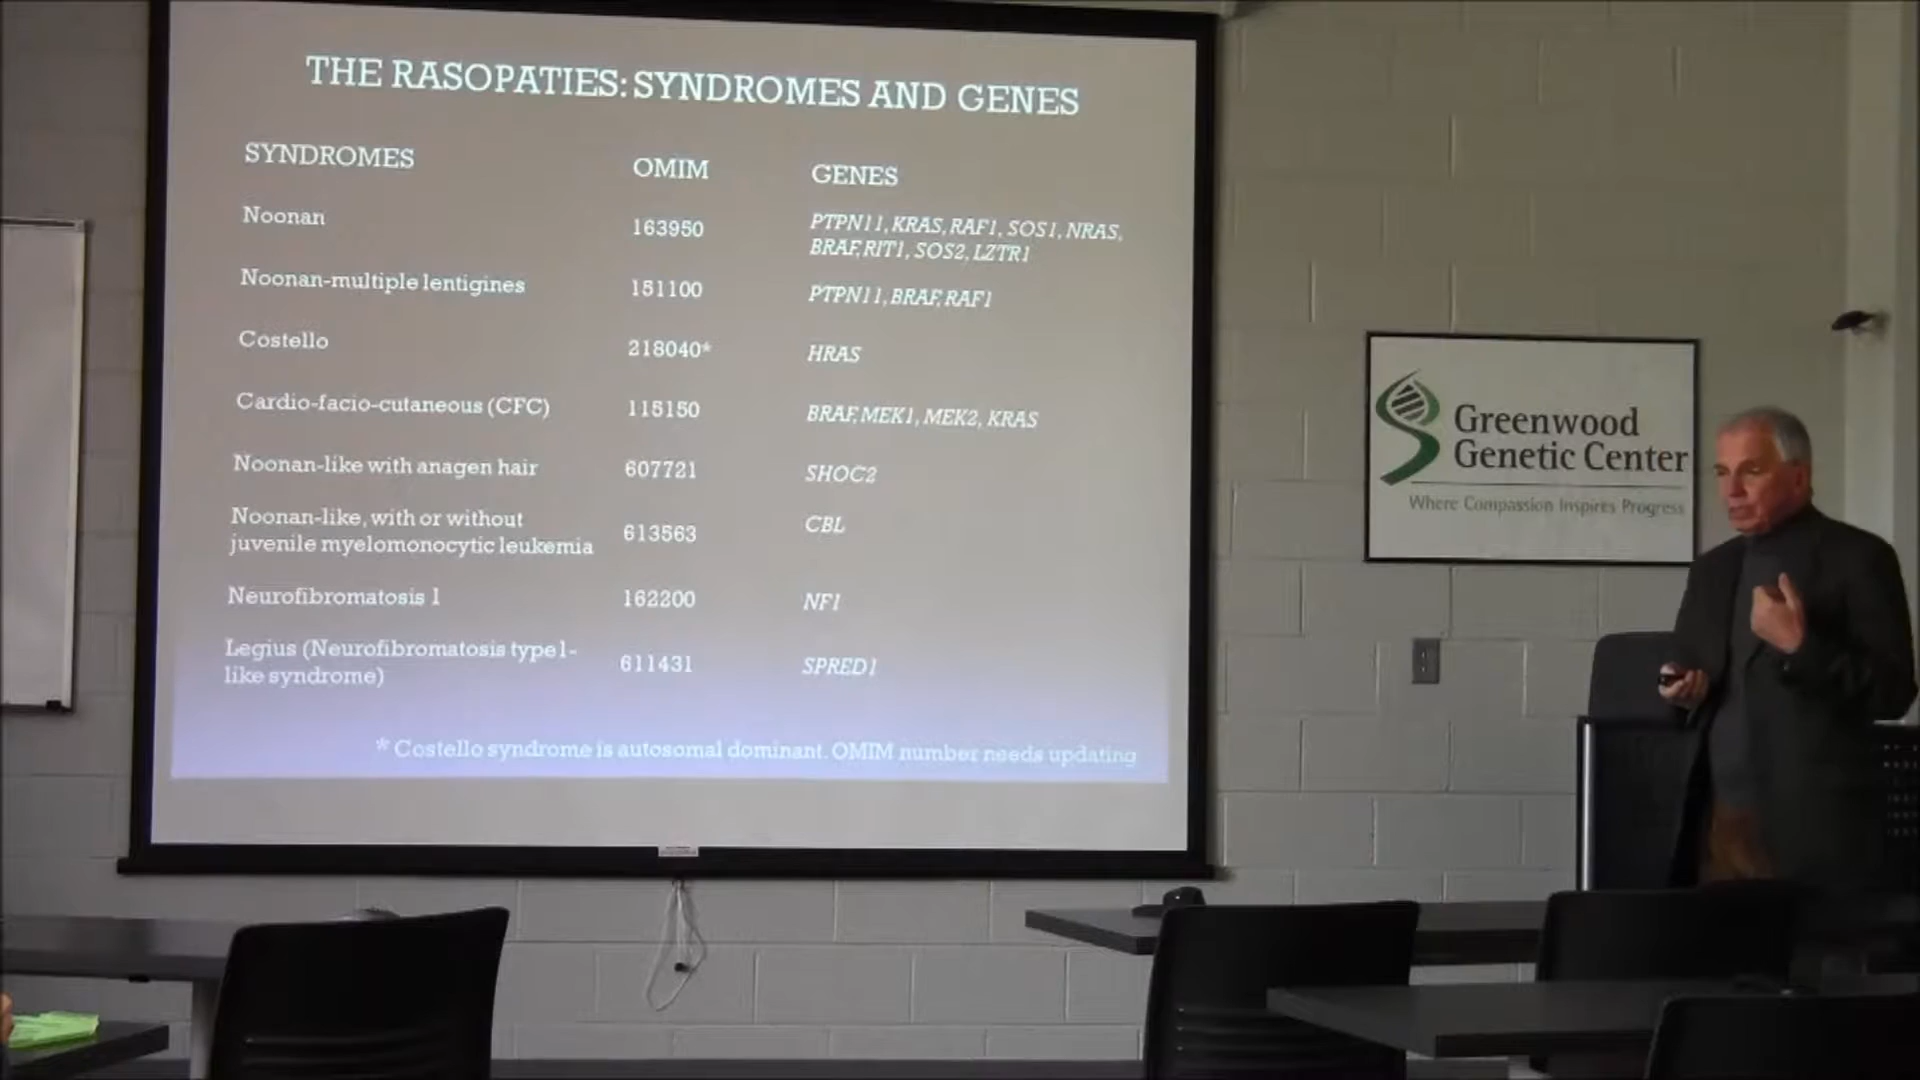 THE RASOPATIES: SYNDROMES AND GENES
SYNDROMES OMIM GENES
Noonan 163950 PTPN11, KRAS, RAF1, SOS1, NRAS,
BRAF, RIT1, SOS2, LZTR1
Noonan-multiple lentigines 151100 PTPN11, BRAF, RAF1
Costello 218040* HRAS
Cardio-facio-cutaneous (CFC) 115150 BRAF, MEK1, MEK2, KRAS
Noonan-like with anagen hair 607721 SHOC2
Noonan-like, with or without
juvenile myelomonocytic leukemia 613563 CBL
Neurofibromatosis 1 162200 NF1
Legius (Neurofibromatosis type1-
like syndrome) 611431 SPRED1
* Costello syndrome is autosomal dominant. OMIM number needs updating
Greenwood
Genetic Center
Where Compassion Inspires Progress